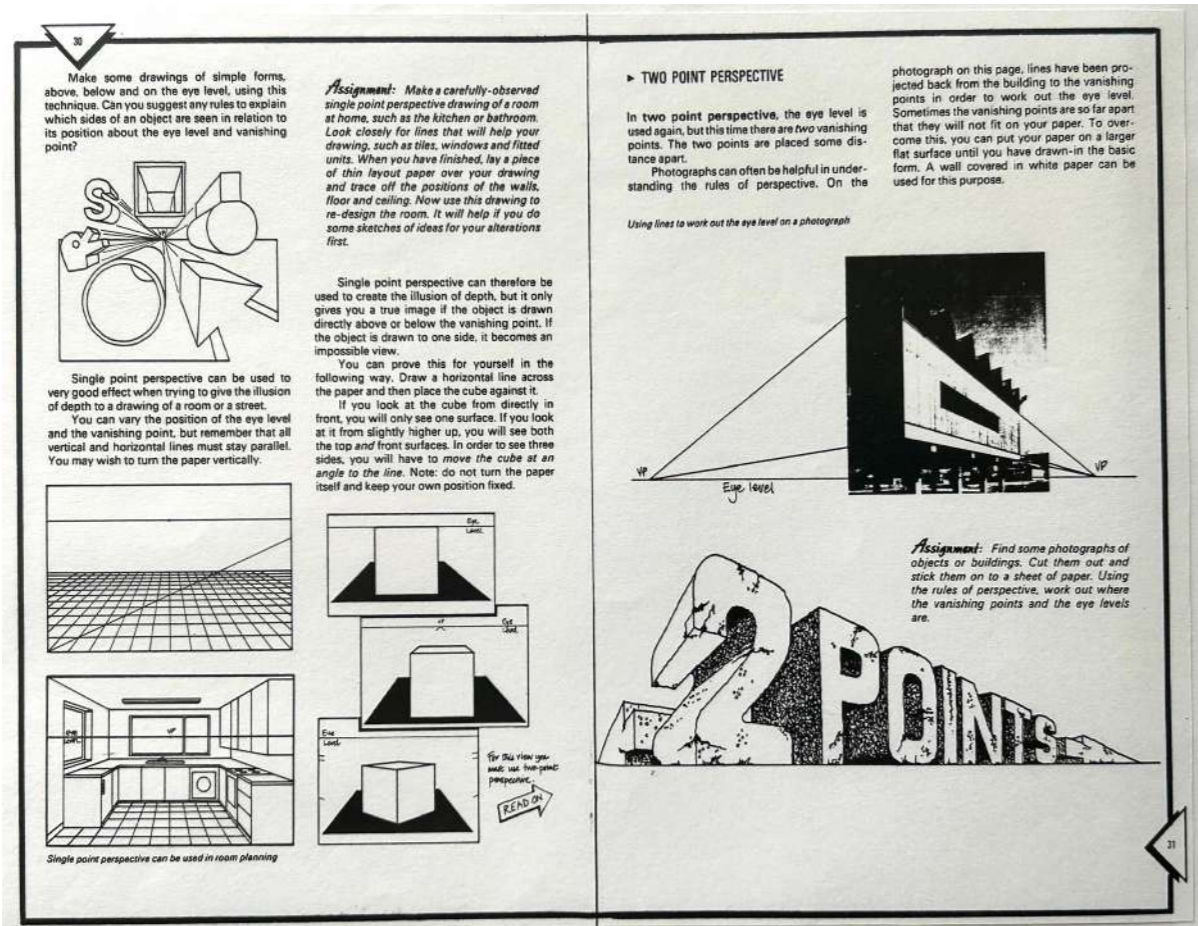 30
Make some drawings of simple forms,
above, below and on the eye level, using this
technique. Can you suggest any rules to explain
which sides of an object are seen in relation to
its position about the eye level and vanishing
point?
VP
Single point perspective can be used to
very good effect when trying to give the illusion
of depth to a drawing of a room or a street.
You can vary the position of the eye level
and the vanishing point, but remember that all
vertical and horizontal lines must stay parallel.
You may wish to turn the paper vertically.
Eye
Level
VP
Single point perspective can be used in room planning
Assignment: Make a carefully-observed
single point perspective drawing of a room
at home, such as the kitchen or bathroom.
Look closely for lines that will help your
drawing, such as tiles, windows and fitted
units. When you have finished, lay a piece
of thin layout paper over your drawing
and trace off the positions of the walls,
floor and ceiling. Now use this drawing to
re-design the room. It will help if you do
some sketches of ideas for your alterations
first.
Single point perspective can therefore be
used to create the illusion of depth, but it only
gives you a true image if the object is drawn
directly above or below the vanishing point. If
the object is drawn to one side, it becomes an
impossible view.
You can prove this for yourself in the
following way. Draw a horizontal line across
the paper and then place the cube against it.
If you look at the cube from directly in
front, you will only see one surface. If you look
at it from slightly higher up, you will see both
the top and front surfaces. In order to see three
sides, you will have to move the cube at an
angle to the line. Note: do not turn the paper
itself and keep your own position fixed.
Eye
Level
VP
Eye
Level
Eye
Level
For this view you
must use two-point
perspective.
READ ON
► TWO POINT PERSPECTIVE
In two point perspective, the eye level is
used again, but this time there are two vanishing
points. The two points are placed some dis-
tance apart.
Photographs can often be helpful in under-
standing the rules of perspective. On the
photograph on this page, lines have been pro-
jected back from the building to the vanishing
points in order to work out the eye level.
Sometimes the vanishing points are so far apart
that they will not fit on your paper. To over-
come this, you can put your paper on a larger
flat surface until you have drawn-in the basic
form. A wall covered in white paper can be
used for this purpose.
Using lines to work out the eye level on a photograph
VP
Eye level
VP
Assignment: Find some photographs of
objects or buildings. Cut them out and
stick them on to a sheet of paper. Using
the rules of perspective, work out where
the vanishing points and the eye levels
are.
2 POINTS
31